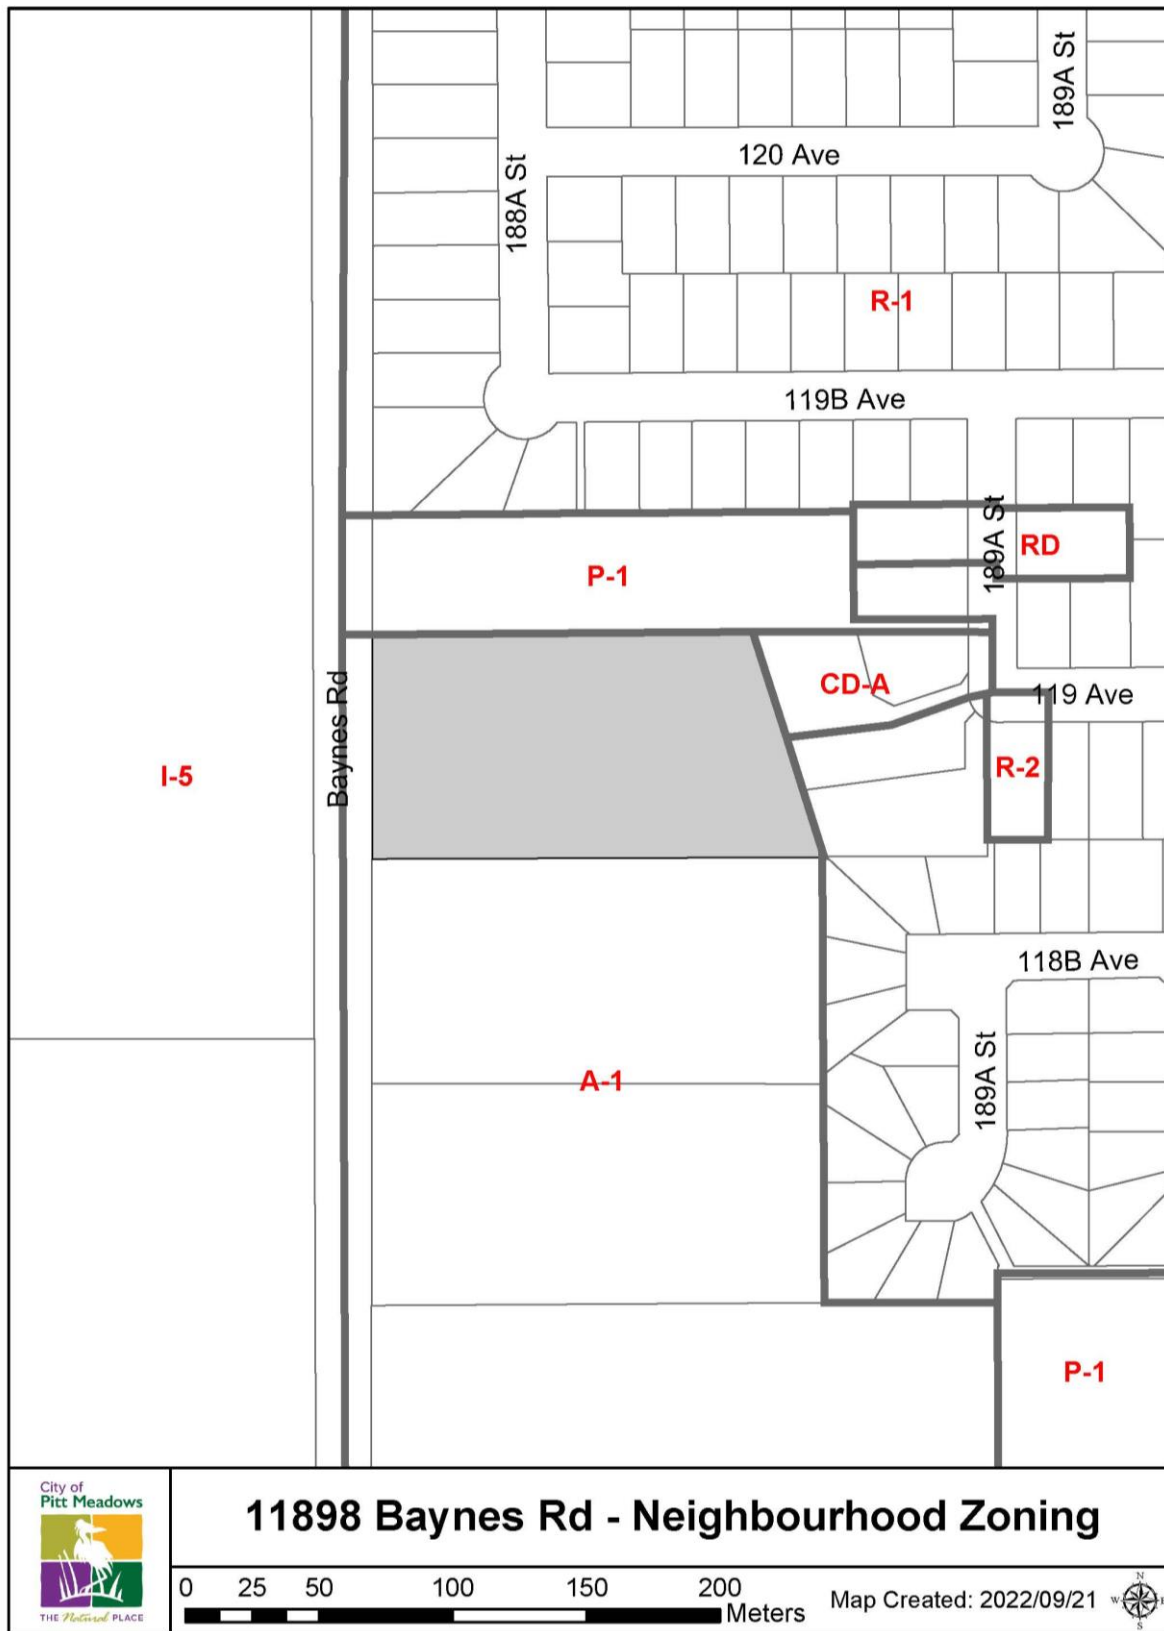 189A St
120 Ave
188A St
R-1
119B Ave
189A St
RD
P-1
CD-A
119 Ave
Baynes Rd
I-5
R-2
118B Ave
189A St
A-1
P-1
City of
Pitt Meadows
THE Natural PLACE
11898 Baynes Rd - Neighbourhood Zoning
0 25 50 100 150 200
Meters
Map Created: 2022/09/21
N
W E
S